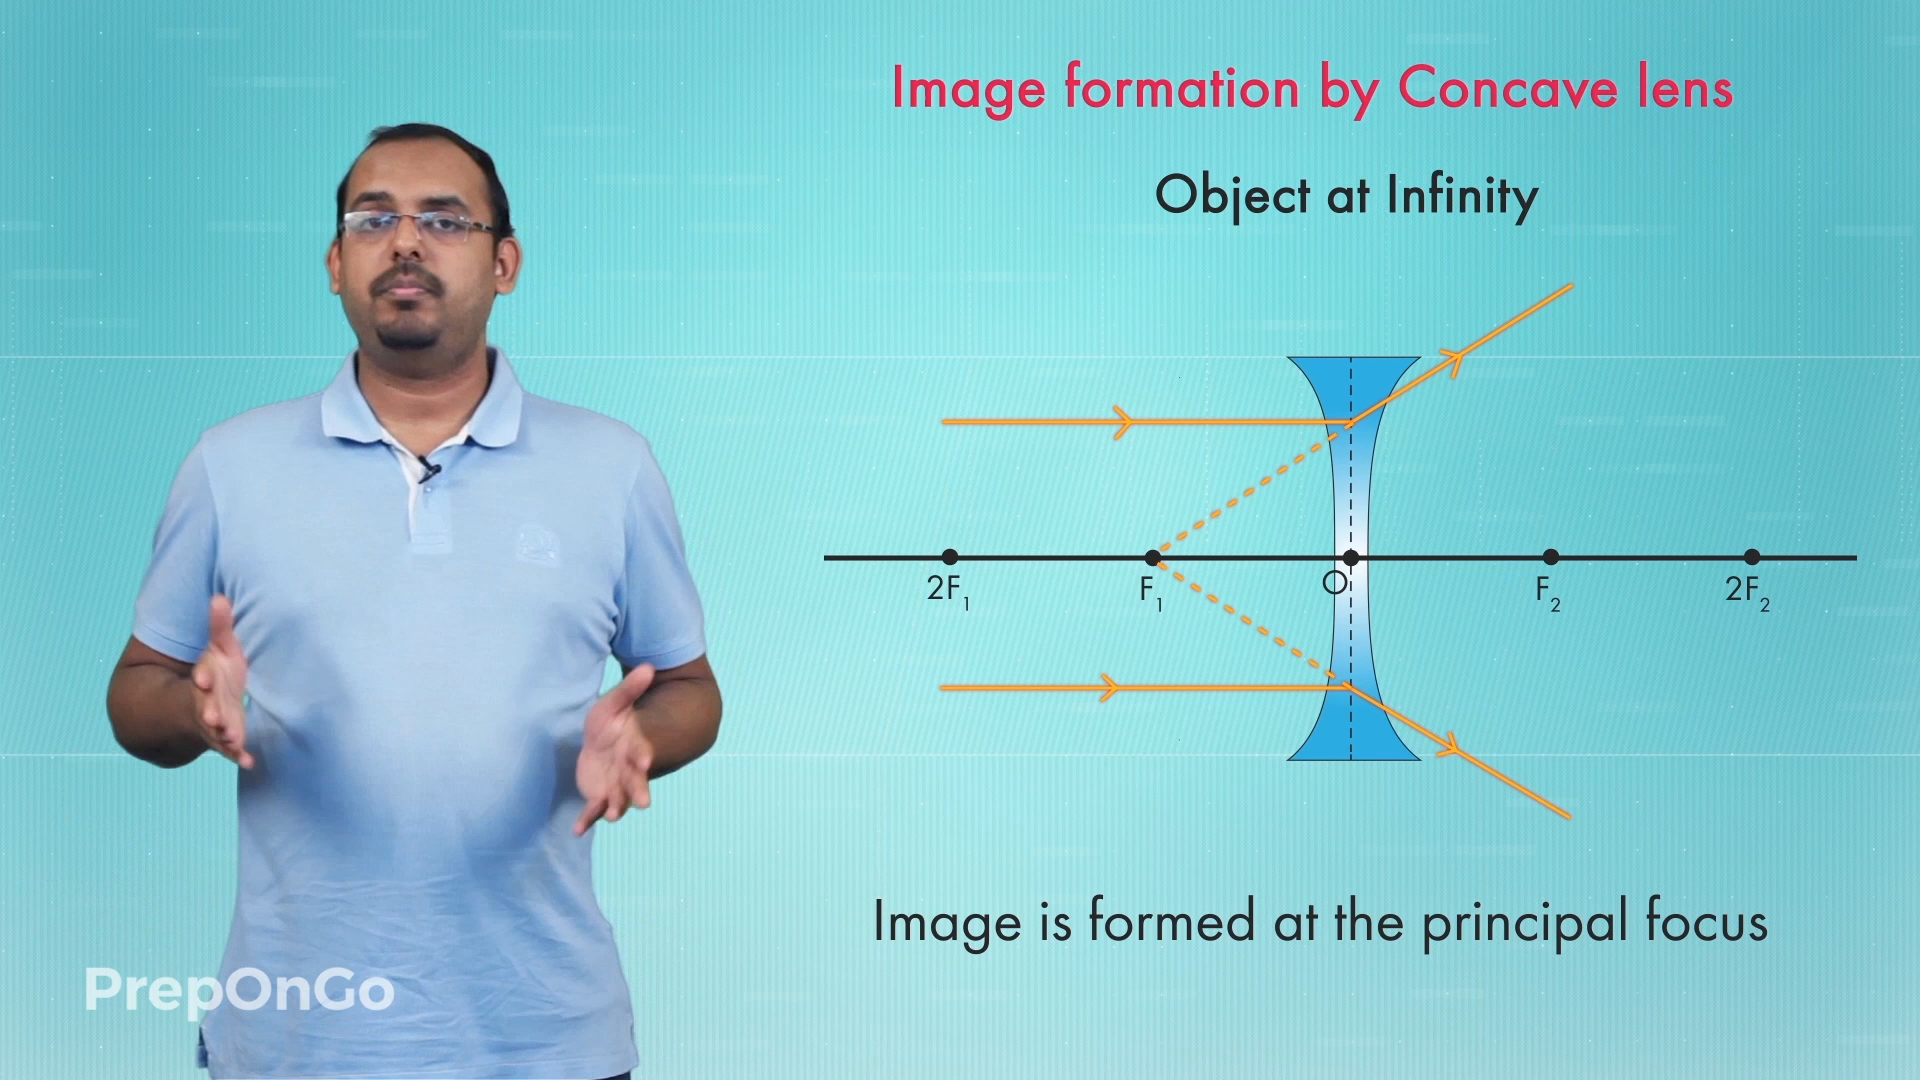 Image formation by Concave lens
Object at Infinity
2F₁ F₁ O F₂ 2F₂
Image is formed at the principal focus
PrepOnGo